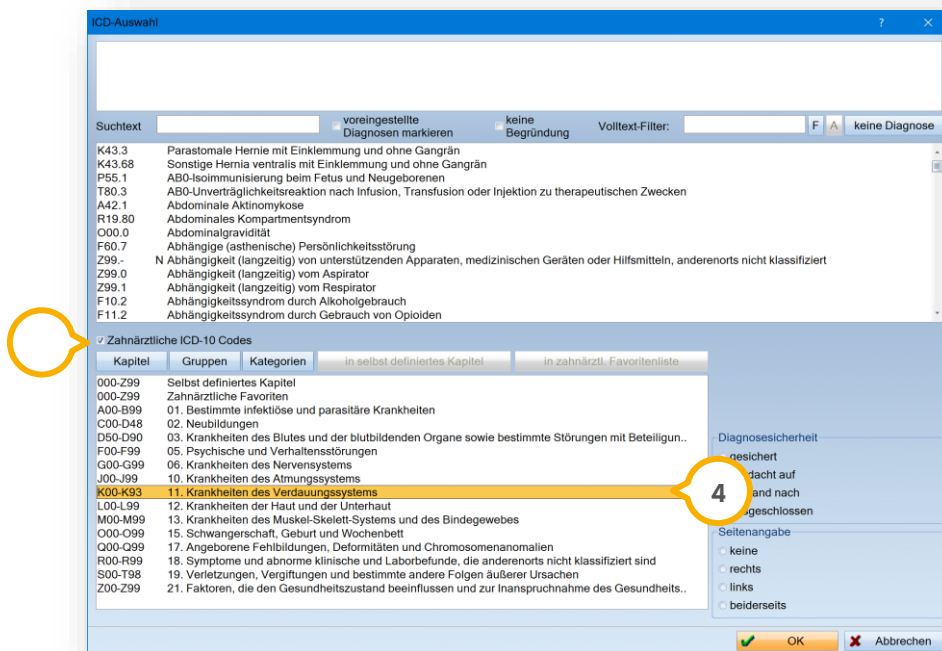 ICD-Auswahl ?
Suchtext voreingestellte Diagnosen markieren keine Begründung Volltext-Filter: F A keine Diagnose
K43.3 Parastomale Hernie mit Einklemmung und ohne Gangrän
K43.68 Sonstige Hernia ventralis mit Einklemmung und ohne Gangrän
P55.1 AB0-Isoimmunisierung beim Fetus und Neugeborenen
T80.3 AB0-Unverträglichkeitsreaktion nach Infusion, Transfusion oder Injektion zu therapeutischen Zwecken
A42.1 Abdominale Aktinomykose
R19.80 Abdominales Kompartmentsyndrom
O00.0 Abdominalgravidität
F60.7 Abhängige (asthenische) Persönlichkeitsstörung
Z99.- N Abhängigkeit (langzeitig) von unterstützenden Apparaten, medizinischen Geräten oder Hilfsmitteln, anderenorts nicht klassifiziert
Z99.0 Abhängigkeit (langzeitig) vom Aspirator
Z99.1 Abhängigkeit (langzeitig) vom Respirator
F10.2 Abhängigkeitssyndrom durch Alkoholgebrauch
F11.2 Abhängigkeitssyndrom durch Gebrauch von Opioiden
Zahnärztliche ICD-10 Codes
Kapitel Gruppen Kategorien in selbst definiertes Kapitel in zahnärztl. Favoritenliste
000-Z99 Selbst definiertes Kapitel
000-Z99 Zahnärztliche Favoriten
A00-B99 01. Bestimmte infektiöse und parasitäre Krankheiten
C00-D48 02. Neubildungen
D50-D90 03. Krankheiten des Blutes und der blutbildenden Organe sowie bestimmte Störungen mit Beteiligun..
F00-F99 05. Psychische und Verhaltensstörungen
G00-G99 06. Krankheiten des Nervensystems
J00-J99 10. Krankheiten des Atmungssystems
K00-K93 11. Krankheiten des Verdauungssystems
L00-L99 12. Krankheiten der Haut und der Unterhaut
M00-M99 13. Krankheiten des Muskel-Skelett-Systems und des Bindegewebes
O00-O99 15. Schwangerschaft, Geburt und Wochenbett
Q00-Q99 17. Angeborene Fehlbildungen, Deformitäten und Chromosomenanomalien
R00-R99 18. Symptome und abnorme klinische und Laborbefunde, die anderenorts nicht klassifiziert sind
S00-T98 19. Verletzungen, Vergiftungen und bestimmte andere Folgen äußerer Ursachen
Z00-Z99 21. Faktoren, die den Gesundheitszustand beeinflussen und zur Inanspruchnahme des Gesundheits..
4
Diagnosesicherheit
gesichert
dacht auf
and nach
geschlossen
Seitenangabe
keine
rechts
links
beiderseits
OK Abbrechen